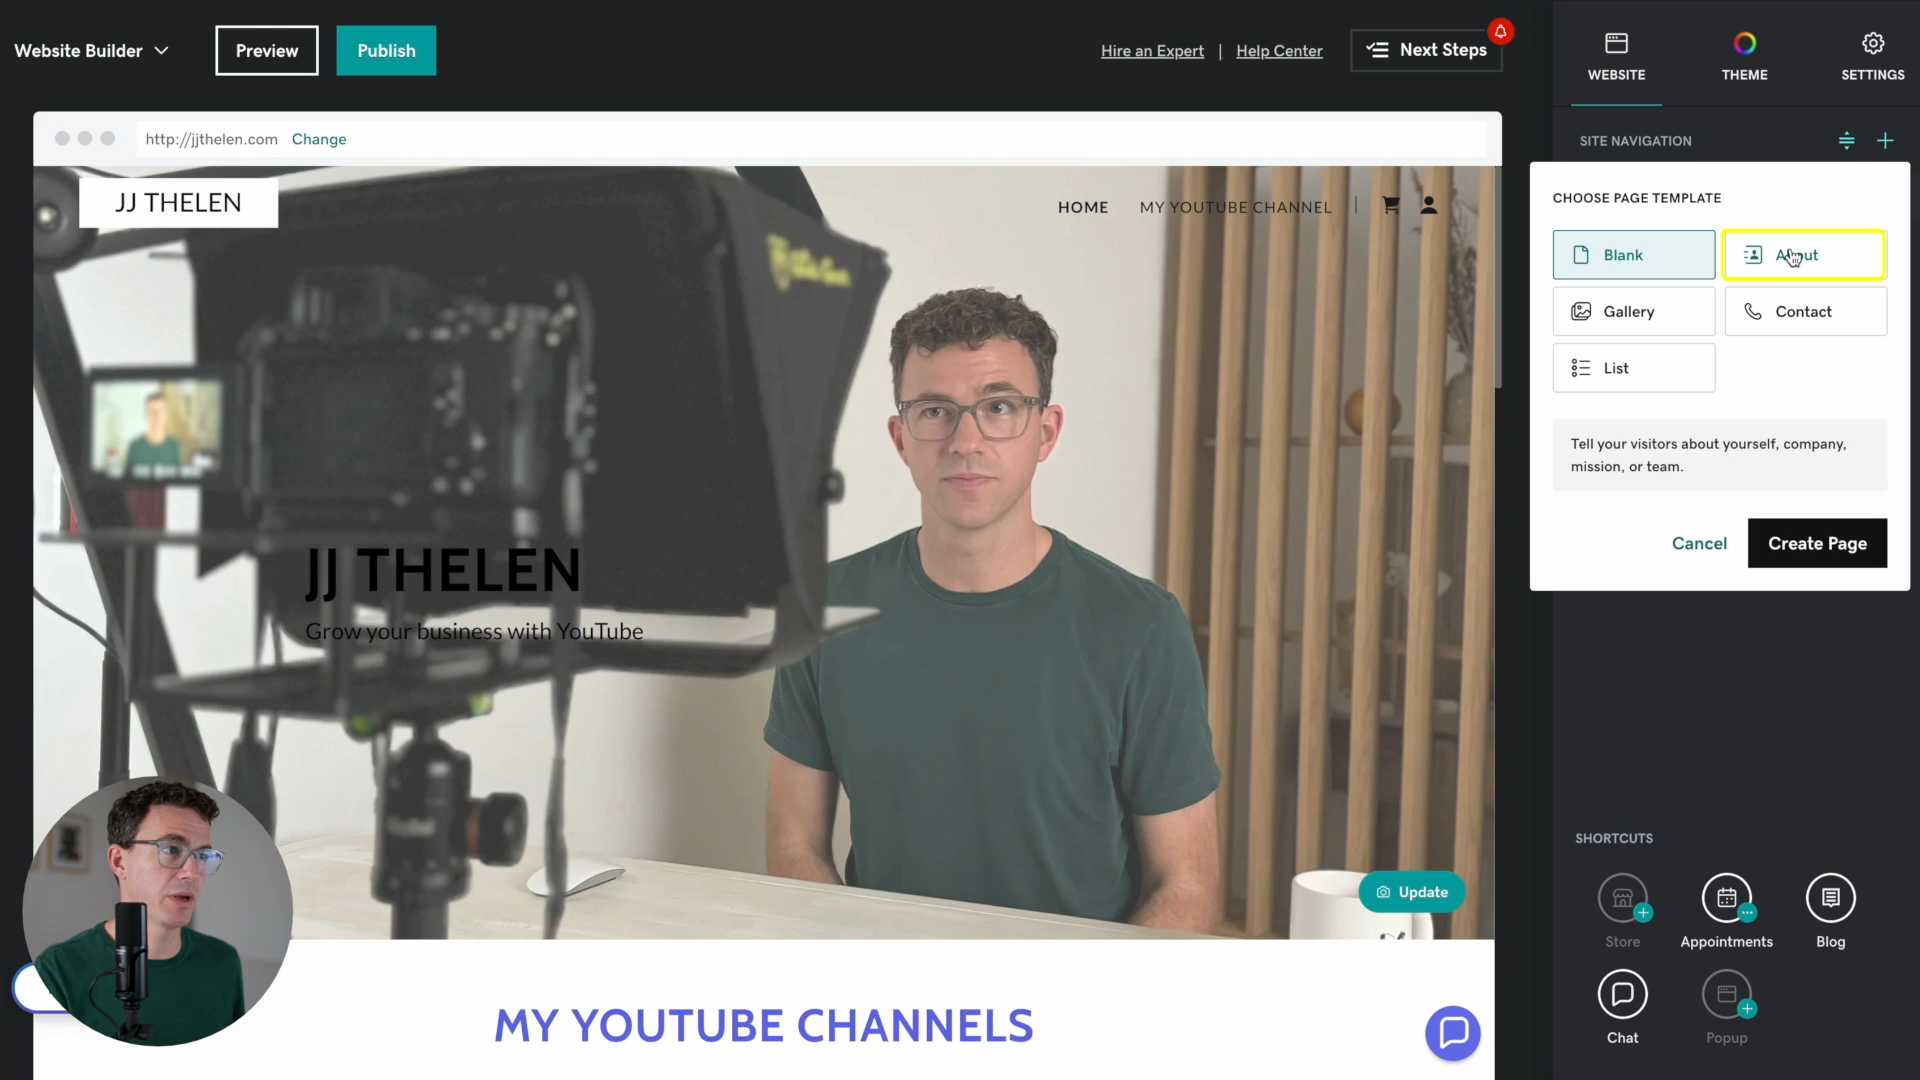 Website Builder
Preview
Publish
Hire an Expert | Help Center
Next Steps
WEBSITE
THEME
SETTINGS
http://jjthelen.com Change
SITE NAVIGATION
JJ THELEN
HOME
MY YOUTUBE CHANNEL
CHOOSE PAGE TEMPLATE
Blank
About
Gallery
Contact
List
Tell your visitors about yourself, company,
mission, or team.
Cancel
Create Page
JJ THELEN
Grow your business with YouTube
Update
MY YOUTUBE CHANNELS
SHORTCUTS
Store
Appointments
Blog
Chat
Popup